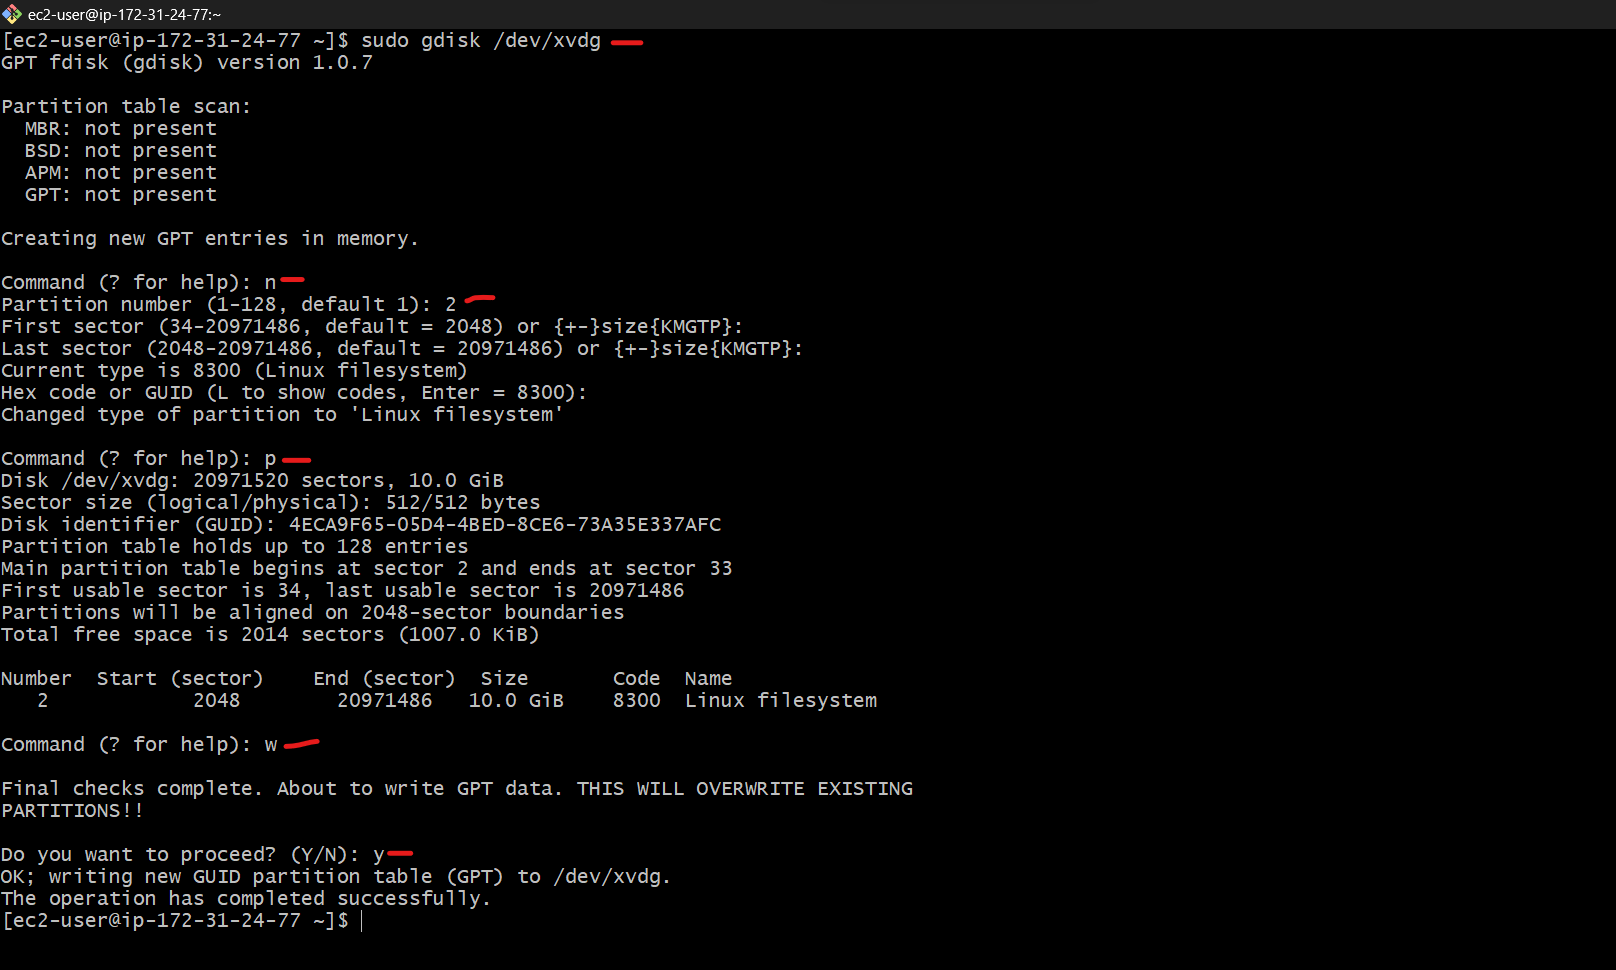 ec2-user@ip-172-31-24-77:~
[ec2-user@ip-172-31-24-77 ~]$ sudo gdisk /dev/xvdg
GPT fdisk (gdisk) version 1.0.7
Partition table scan:
  MBR: not present
  BSD: not present
  APM: not present
  GPT: not present
Creating new GPT entries in memory.
Command (? for help): n
Partition number (1-128, default 1): 2
First sector (34-20971486, default = 2048) or {+-}size{KMGTP}:
Last sector (2048-20971486, default = 20971486) or {+-}size{KMGTP}:
Current type is 8300 (Linux filesystem)
Hex code or GUID (L to show codes, Enter = 8300):
Changed type of partition to 'Linux filesystem'
Command (? for help): p
Disk /dev/xvdg: 20971520 sectors, 10.0 GiB
Sector size (logical/physical): 512/512 bytes
Disk identifier (GUID): 4ECA9F65-05D4-4BED-8CE6-73A35E337AFC
Partition table holds up to 128 entries
Main partition table begins at sector 2 and ends at sector 33
First usable sector is 34, last usable sector is 20971486
Partitions will be aligned on 2048-sector boundaries
Total free space is 2014 sectors (1007.0 KiB)
Number  Start (sector)    End (sector)  Size       Code  Name
   2            2048        20971486   10.0 GiB    8300  Linux filesystem
Command (? for help): w
Final checks complete. About to write GPT data. THIS WILL OVERWRITE EXISTING
PARTITIONS!!
Do you want to proceed? (Y/N): y
OK; writing new GUID partition table (GPT) to /dev/xvdg.
The operation has completed successfully.
[ec2-user@ip-172-31-24-77 ~]$